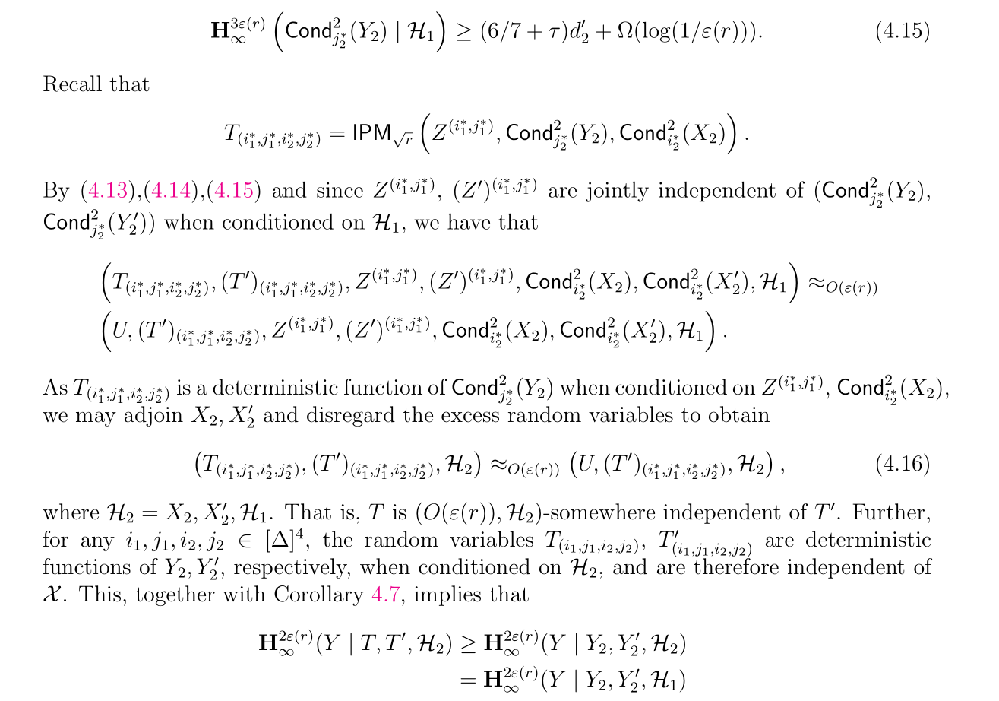 $\mathbf{H}_\infty^{3\varepsilon(r)}\left(\mathsf{Cond}^2_{j_2^*}(Y_2) \mid \mathcal{H}_1\right) \geq (6/7 + \tau)d_2' + \Omega(\log(1/\varepsilon(r))).$ (4.15)
Recall that
$T_{(i_1^*,j_1^*,i_2^*,j_2^*)} = \mathsf{IPM}_{\sqrt{r}}\left(Z^{(i_1^*,j_1^*)}, \mathsf{Cond}^2_{j_2^*}(Y_2), \mathsf{Cond}^2_{i_2^*}(X_2)\right).$
By (4.13),(4.14),(4.15) and since $Z^{(i_1^*,j_1^*)}$, $(Z')^{(i_1^*,j_1^*)}$ are jointly independent of $(\mathsf{Cond}^2_{j_2^*}(Y_2),$
$\mathsf{Cond}^2_{j_2^*}(Y_2'))$ when conditioned on $\mathcal{H}_1$, we have that
$\left(T_{(i_1^*,j_1^*,i_2^*,j_2^*)}, (T')_{(i_1^*,j_1^*,i_2^*,j_2^*)}, Z^{(i_1^*,j_1^*)}, (Z')^{(i_1^*,j_1^*)}, \mathsf{Cond}^2_{i_2^*}(X_2), \mathsf{Cond}^2_{i_2^*}(X_2'), \mathcal{H}_1\right) \approx_{O(\varepsilon(r))}$
$\left(U, (T')_{(i_1^*,j_1^*,i_2^*,j_2^*)}, Z^{(i_1^*,j_1^*)}, (Z')^{(i_1^*,j_1^*)}, \mathsf{Cond}^2_{i_2^*}(X_2), \mathsf{Cond}^2_{i_2^*}(X_2'), \mathcal{H}_1\right).$
As $T_{(i_1^*,j_1^*,i_2^*,j_2^*)}$ is a deterministic function of $\mathsf{Cond}^2_{j_2^*}(Y_2)$ when conditioned on $Z^{(i_1^*,j_1^*)}$, $\mathsf{Cond}^2_{i_2^*}(X_2)$,
we may adjoin $X_2, X_2'$ and disregard the excess random variables to obtain
$\left(T_{(i_1^*,j_1^*,i_2^*,j_2^*)}, (T')_{(i_1^*,j_1^*,i_2^*,j_2^*)}, \mathcal{H}_2\right) \approx_{O(\varepsilon(r))} \left(U, (T')_{(i_1^*,j_1^*,i_2^*,j_2^*)}, \mathcal{H}_2\right),$ (4.16)
where $\mathcal{H}_2 = X_2, X_2', \mathcal{H}_1$. That is, $T$ is $(O(\varepsilon(r)), \mathcal{H}_2)$-somewhere independent of $T'$. Further,
for any $i_1, j_1, i_2, j_2 \in [\Delta]^4$, the random variables $T_{(i_1,j_1,i_2,j_2)}$, $T'_{(i_1,j_1,i_2,j_2)}$ are deterministic
functions of $Y_2, Y_2'$, respectively, when conditioned on $\mathcal{H}_2$, and are therefore independent of
$\mathcal{X}$. This, together with Corollary 4.7, implies that
$\mathbf{H}_\infty^{2\varepsilon(r)}(Y \mid T, T', \mathcal{H}_2) \geq \mathbf{H}_\infty^{2\varepsilon(r)}(Y \mid Y_2, Y_2', \mathcal{H}_2)$
$= \mathbf{H}_\infty^{2\varepsilon(r)}(Y \mid Y_2, Y_2', \mathcal{H}_1)$